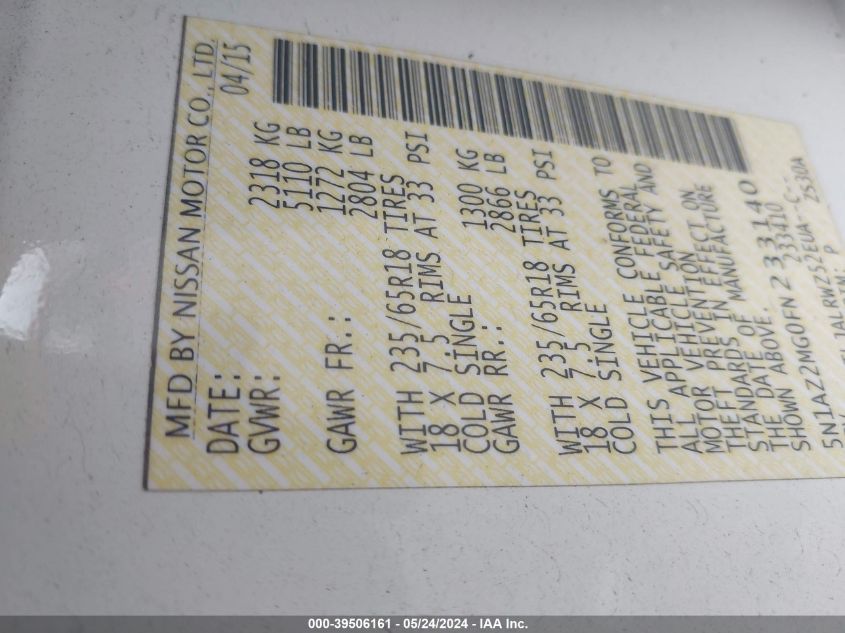 MFD BY NISSAN MOTOR CO., LTD.
DATE: 04/15
GVWR: 2318 KG
5110 LB
1272 KG
GAWR FR.: 2804 LB
WITH 235/65R18 TIRES
18 X 7.5 RIMS AT 33 PSI
COLD SINGLE
1300 KG
GAWR RR.: 2866 LB
WITH 235/65R18 TIRES
18 X 7.5 RIMS AT 33 PSI
COLD SINGLE
THIS VEHICLE CONFORMS TO
ALL APPLICABLE FEDERAL
MOTOR VEHICLE SAFETY AND
THEFT PREVENTION
STANDARDS IN EFFECT ON
THE DATE OF MANUFACTURE
SHOWN ABOVE.
233140
233410
5N1AZ2MG0FN
ZS30A
000-39506161 - 05/24/2024 - IAA Inc.